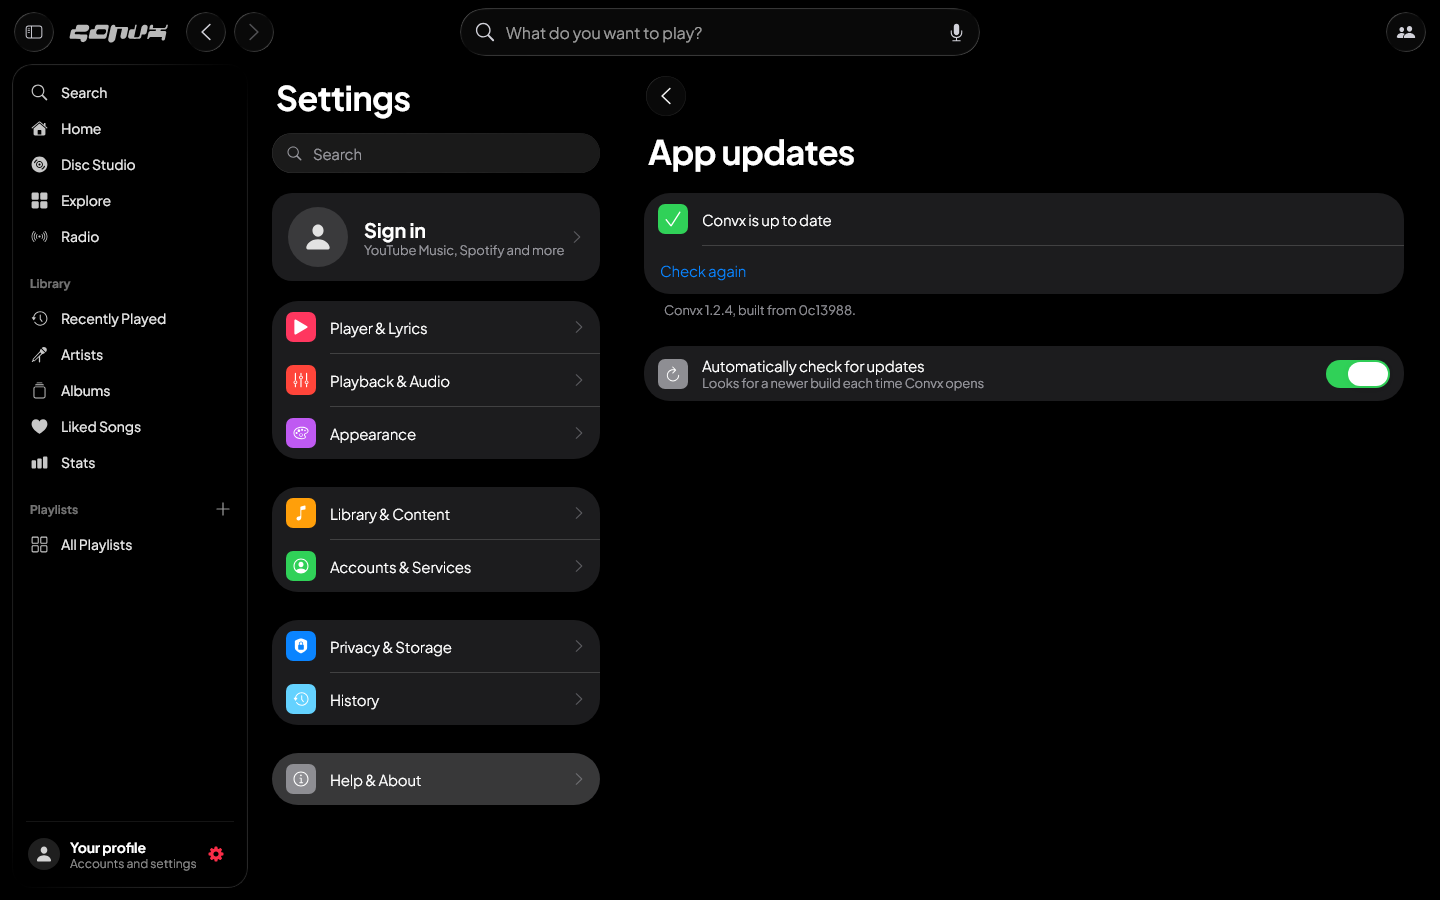 convx
What do you want to play?
Search
Home
Disc Studio
Explore
Radio
Library
Recently Played
Artists
Albums
Liked Songs
Stats
Playlists
All Playlists
Your profile
Accounts and settings
Settings
Search
Sign in
YouTube Music, Spotify and more
Player & Lyrics
Playback & Audio
Appearance
Library & Content
Accounts & Services
Privacy & Storage
History
Help & About
App updates
Convx is up to date
Check again
Convx 1.2.4, built from 0c13988.
Automatically check for updates
Looks for a newer build each time Convx opens